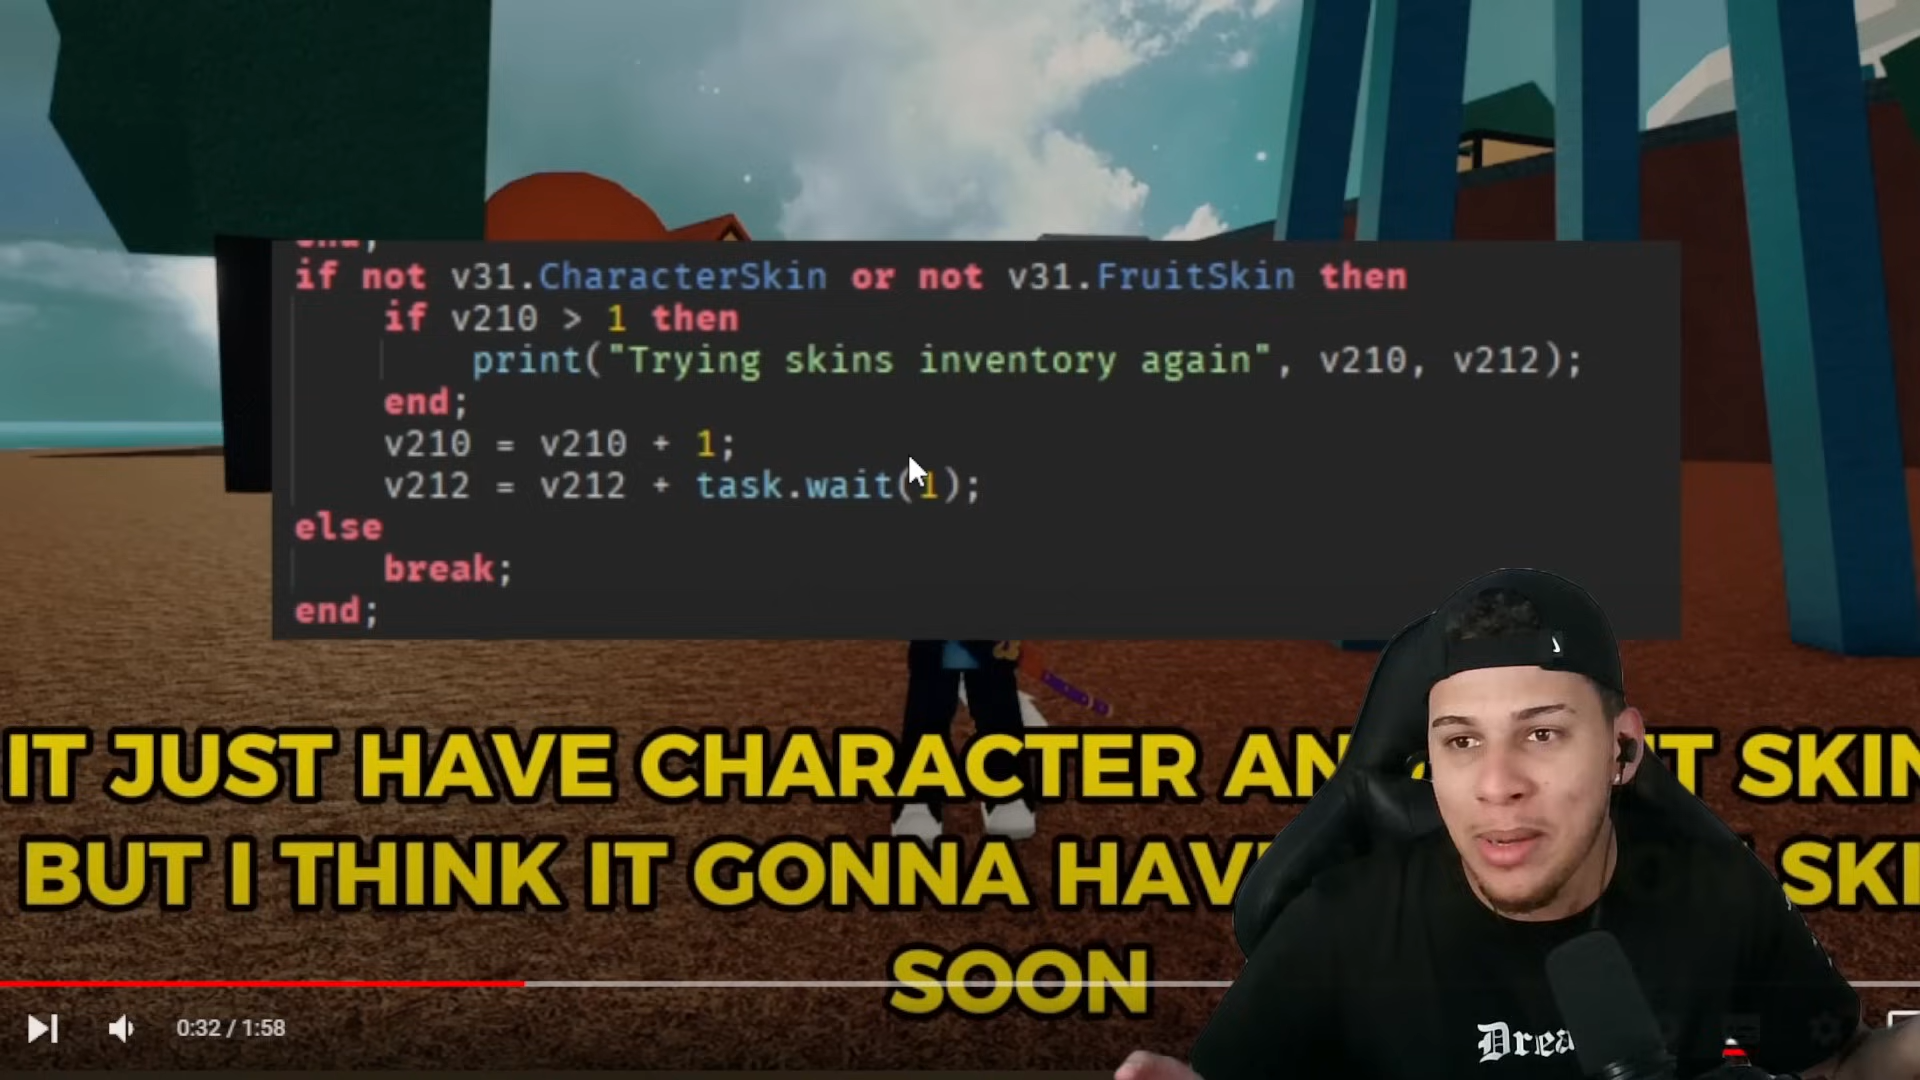 end;
if not v31.CharacterSkin or not v31.FruitSkin then
if v210 > 1 then
print("Trying skins inventory again", v210, v212);
end;
v210 = v210 + 1;
v212 = v212 + task.wait(1);
else
break;
end;
IT JUST HAVE CHARACTER AN T SKIN
BUT I THINK IT GONNA HAV SKI
SOON
0:32 / 1:58
Drea